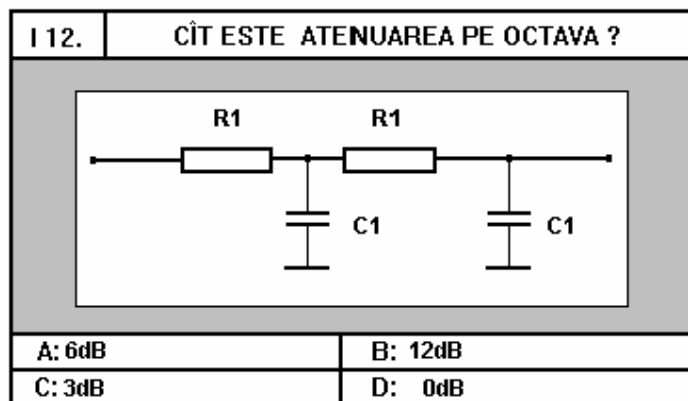 I 12. CÎT ESTE ATENUAREA PE OCTAVA ?
R1 R1
C1 C1
A: 6dB B: 12dB
C: 3dB D: 0dB